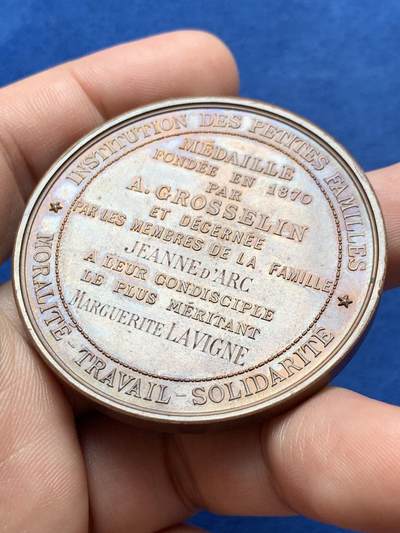 INSTITUTION DES PETITES FAMILLES
MÉDAILLE
FONDÉE EN 1870
PAR
A. GROSSELIN
ET DÉCERNÉE
PAR LES MEMBRES DE LA FAMILLE
JEANNE D'ARC
A LEUR CONDISCIPLE
LE PLUS MÉRITANT
MARGUERITE LAVIGNE
★ MORALITÉ - TRAVAIL - SOLIDARITÉ ★